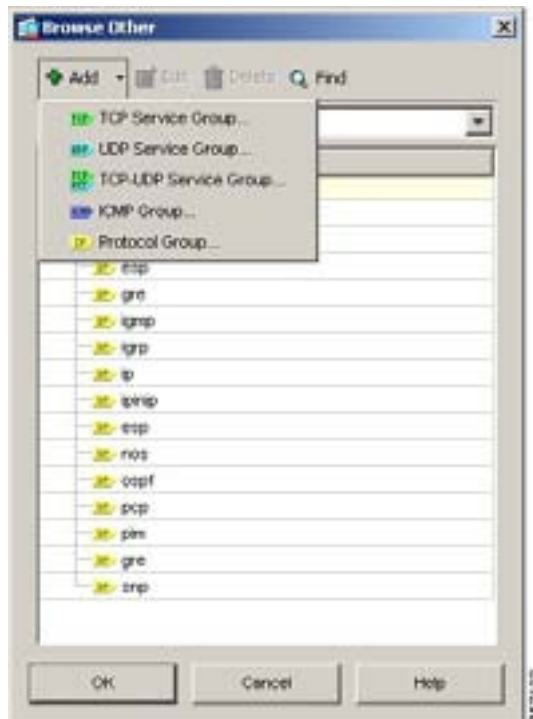 Browse Other
Add Edit Delete Find
TCP Service Group...
UDP Service Group...
TCP-UDP Service Group...
ICMP Group...
Protocol Group...
esp
gre
igmp
igrp
ip
ipinip
esp
nos
ospf
pcp
pim
gre
snp
OK Cancel Help